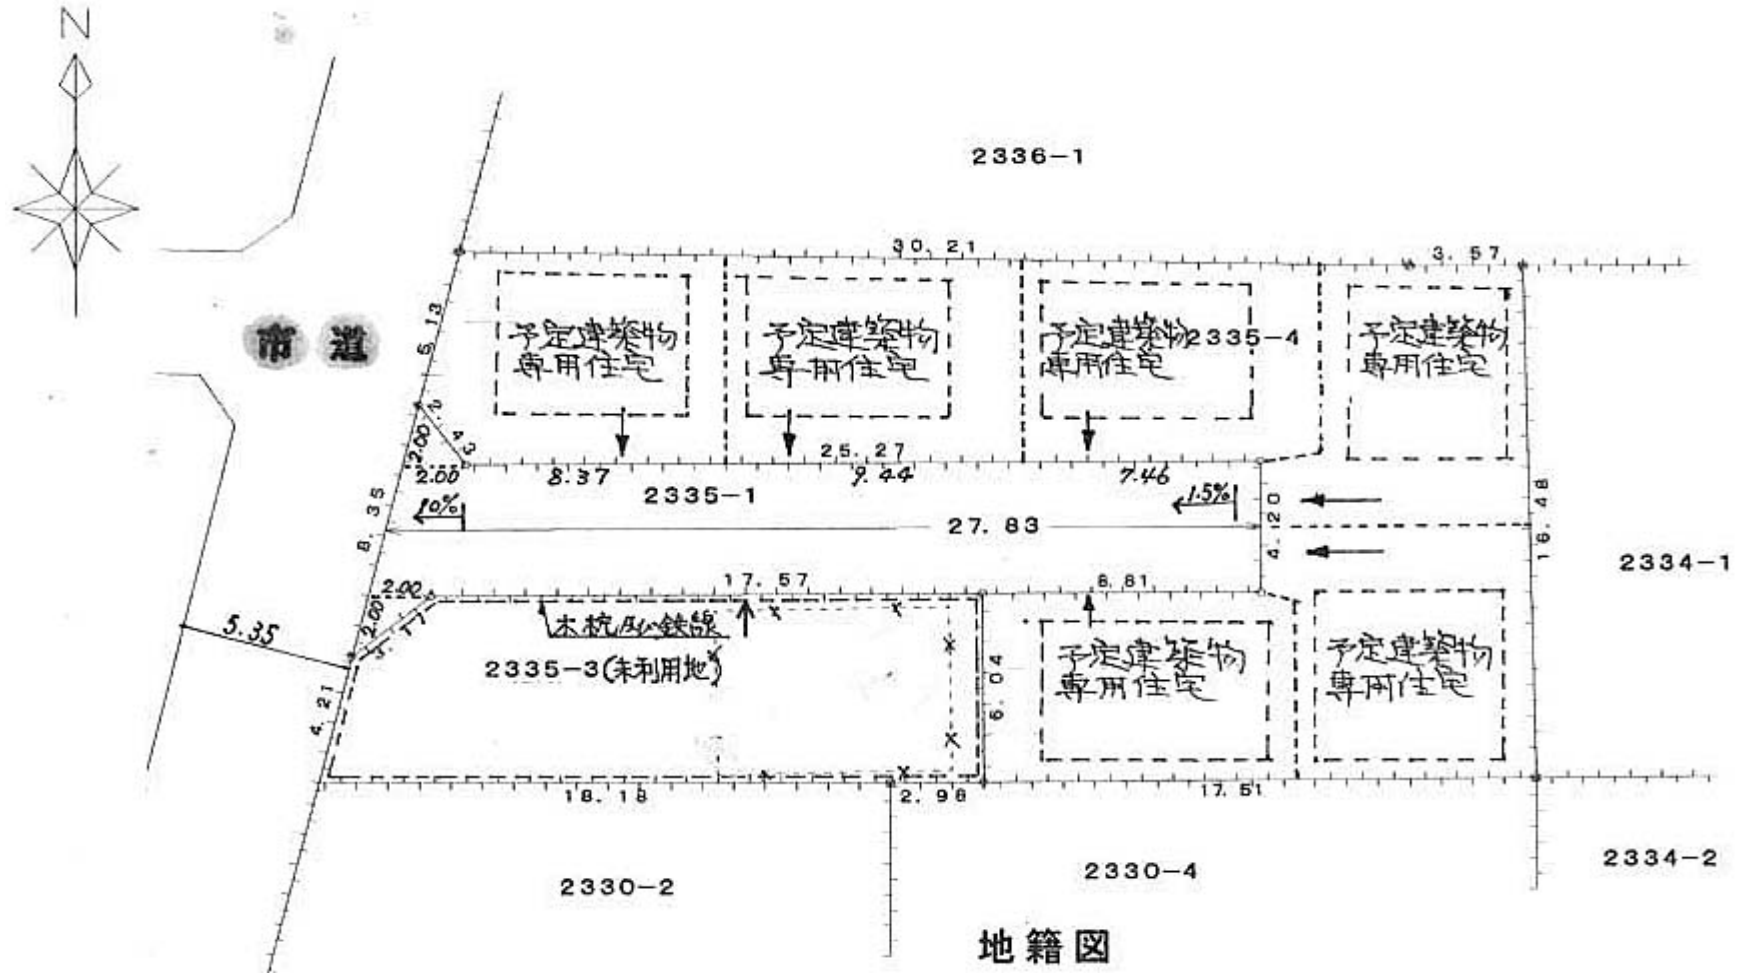 N
2336-1
30.21
3.57
市道
5.13
予定建築物
専用住宅
予定建築物
専用住宅
予定建築物
専用住宅
2335-4
予定建築物
専用住宅
2.43
2.00
2.00
25.27
8.37
9.44
7.46
2335-1
10%
1.5%
8.35
27.83
4.20
16.48
2334-1
17.57
8.81
2.00
2.00
3.77
5.35
木杭及び鉄線
2335-3(未利用地)
6.04
予定建築物
専用住宅
予定建築物
専用住宅
4.21
18.18
2.98
17.51
2330-2
2330-4
2334-2
地籍図